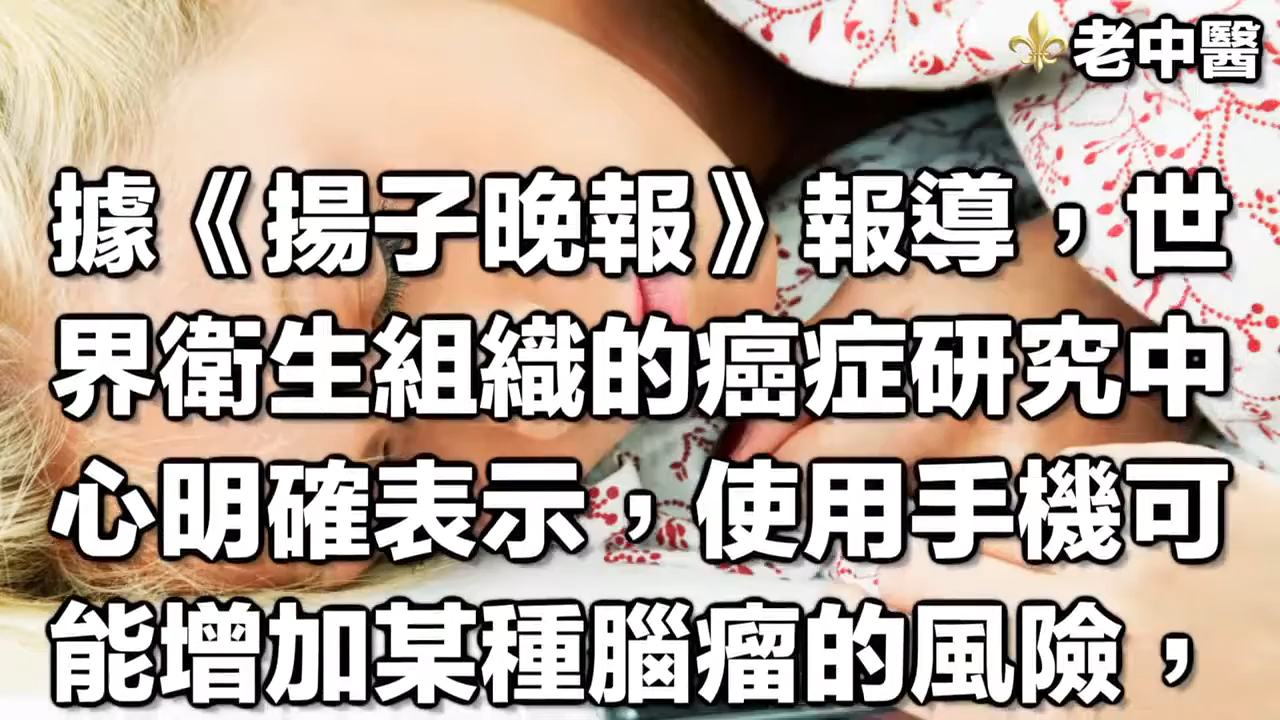 老中醫
據《揚子晚報》報導，世
界衛生組織的癌症研究中
心明確表示，使用手機可
能增加某種腦瘤的風險，